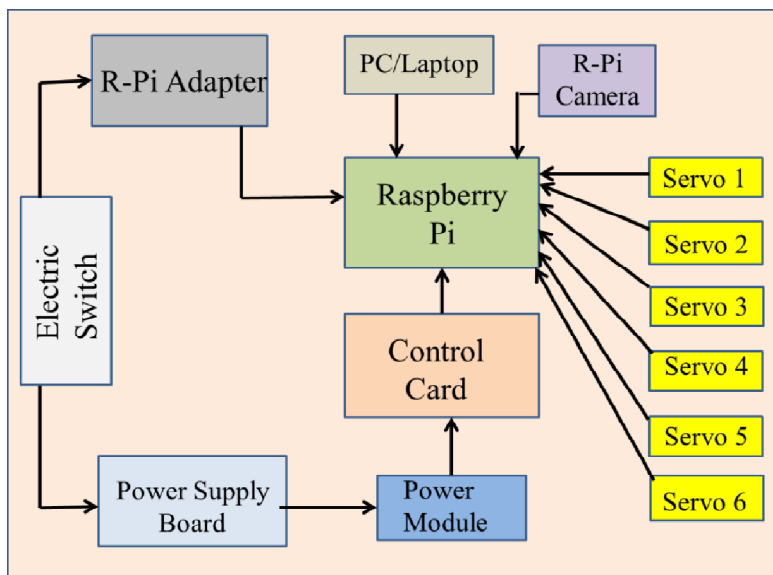 R-Pi Adapter
PC/Laptop
R-Pi
Camera
Raspberry
Pi
Servo 1
Servo 2
Servo 3
Servo 4
Servo 5
Servo 6
Electric
Switch
Control
Card
Power Supply
Board
Power
Module